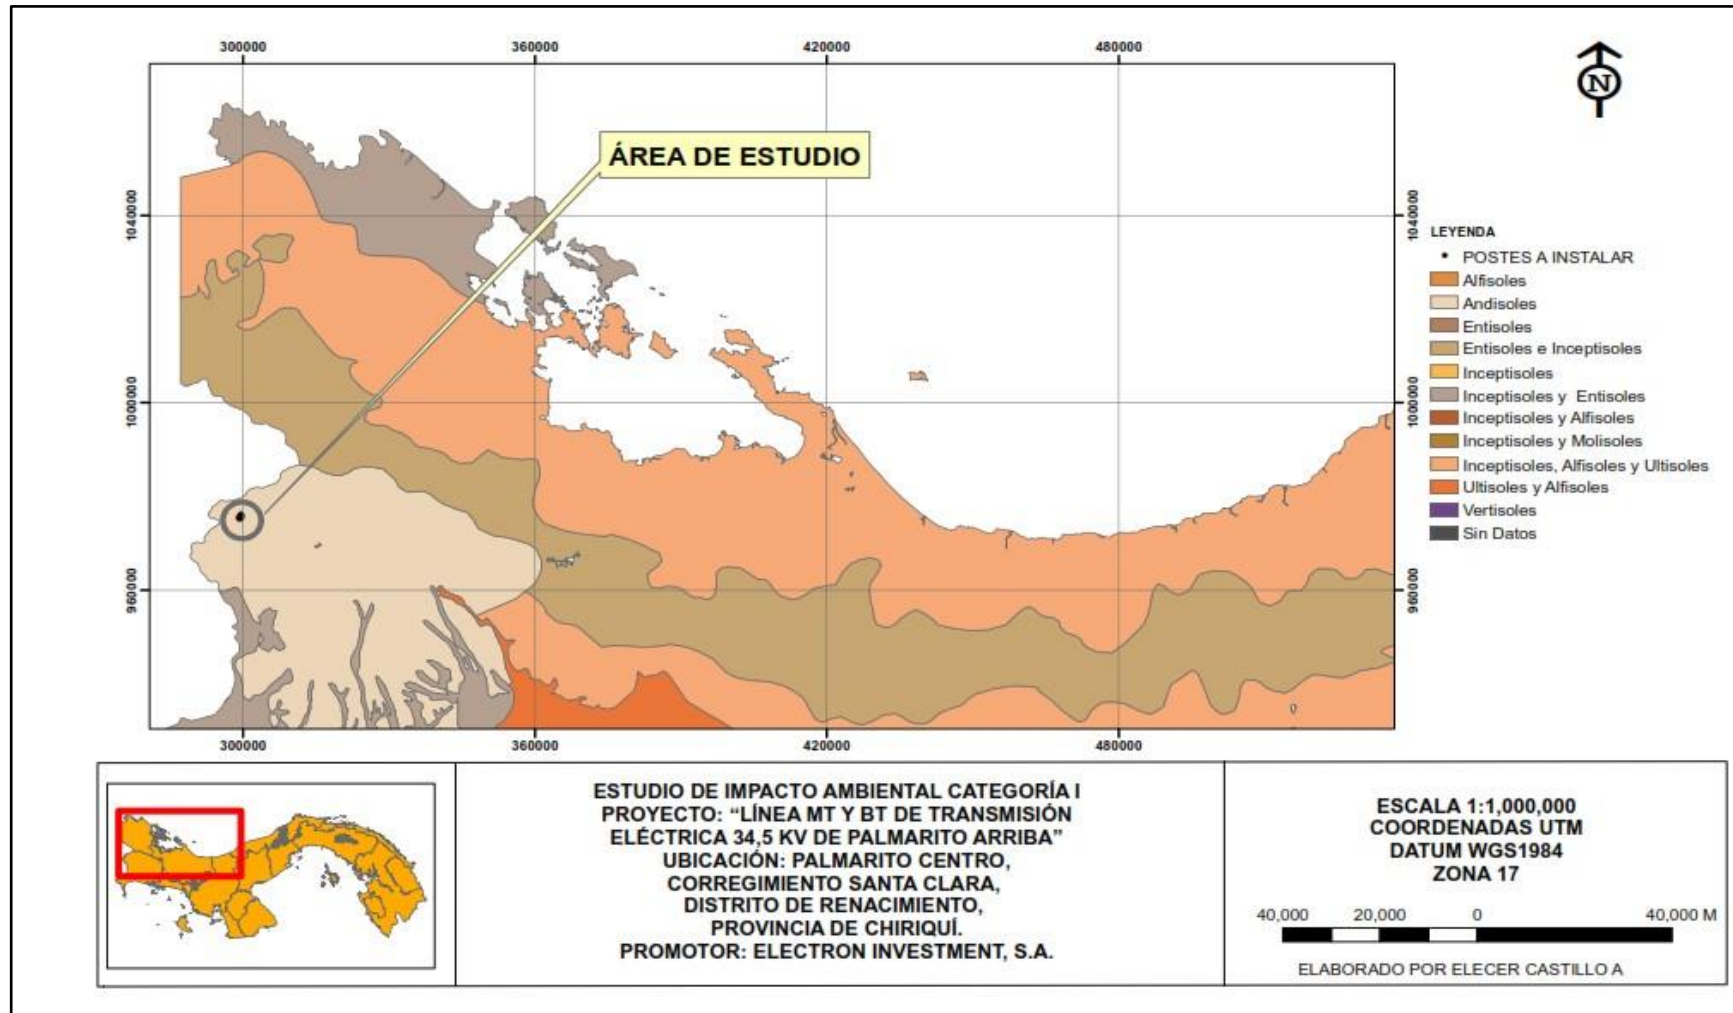 300000
360000
420000
480000
ÁREA DE ESTUDIO
N
1040000
1040000
1000000
1000000
960000
960000
300000
360000
420000
480000
LEYENDA
POSTES A INSTALAR
Alfisoles
Andisoles
Entisoles
Entisoles e Inceptisoles
Inceptisoles
Inceptisoles y Entisoles
Inceptisoles y Alfisoles
Inceptisoles y Molisoles
Inceptisoles, Alfisoles y Ultisoles
Ultisoles y Alfisoles
Vertisoles
Sin Datos
ESTUDIO DE IMPACTO AMBIENTAL CATEGORÍA I
PROYECTO: “LÍNEA MT Y BT DE TRANSMISIÓN
ELÉCTRICA 34,5 KV DE PALMARITO ARRIBA”
UBICACIÓN: PALMARITO CENTRO,
CORREGIMIENTO SANTA CLARA,
DISTRITO DE RENACIMIENTO,
PROVINCIA DE CHIRIQUÍ.
PROMOTOR: ELECTRON INVESTMENT, S.A.
ESCALA 1:1,000,000
COORDENADAS UTM
DATUM WGS1984
ZONA 17
40,000 20,000 0 40,000 M
ELABORADO POR ELECER CASTILLO A